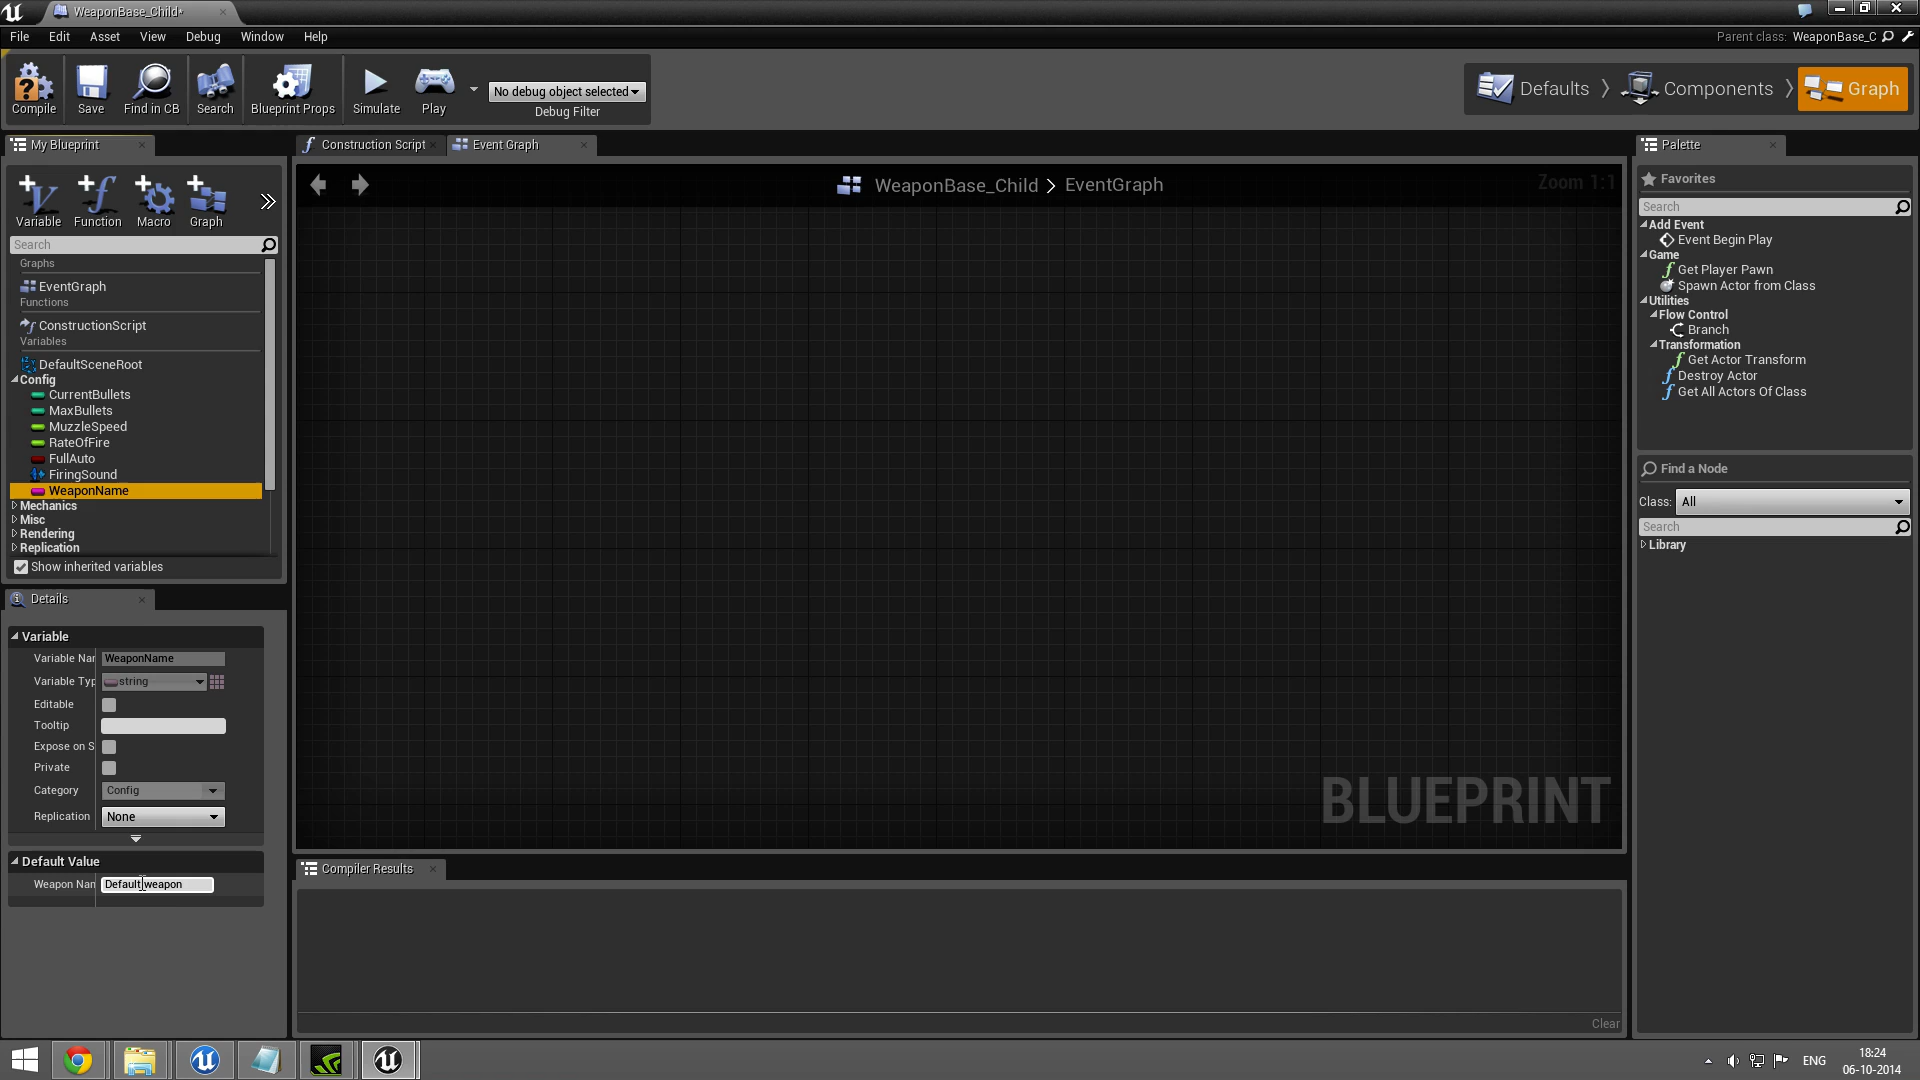 WeaponBase_Child*
File Edit Asset View Debug Window Help
Parent class: WeaponBase_C
Compile Save Find in CB Search Blueprint Props Simulate Play
No debug object selected
Debug Filter
Defaults Components Graph
My Blueprint
Variable Function Macro Graph
Search
Graphs
EventGraph
Functions
ConstructionScript
Variables
DefaultSceneRoot
Config
CurrentBullets
MaxBullets
MuzzleSpeed
RateOfFire
FullAuto
FiringSound
WeaponName
Mechanics
Misc
Rendering
Replication
Show inherited variables
Details
Variable
Variable Nar WeaponName
Variable Typ string
Editable
Tooltip
Expose on S
Private
Category Config
Replication None
Default Value
Weapon Nan Default weapon
Construction Script Event Graph
WeaponBase_Child > EventGraph
Zoom 1:1
BLUEPRINT
Compiler Results
Clear
Palette
Favorites
Search
Add Event
Event Begin Play
Game
Get Player Pawn
Spawn Actor from Class
Utilities
Flow Control
Branch
Transformation
Get Actor Transform
Destroy Actor
Get All Actors Of Class
Find a Node
Class: All
Search
Library
ENG
18:24
06-10-2014